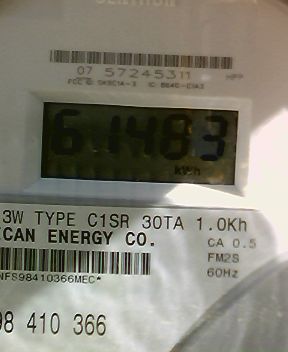 07 57245311
61483
kWh
3W TYPE C1SR 30TA 1.0Kh
ICAN ENERGY CO.
CA 0.5
FM2S
60Hz
NFS98410366MEC*
98 410 366